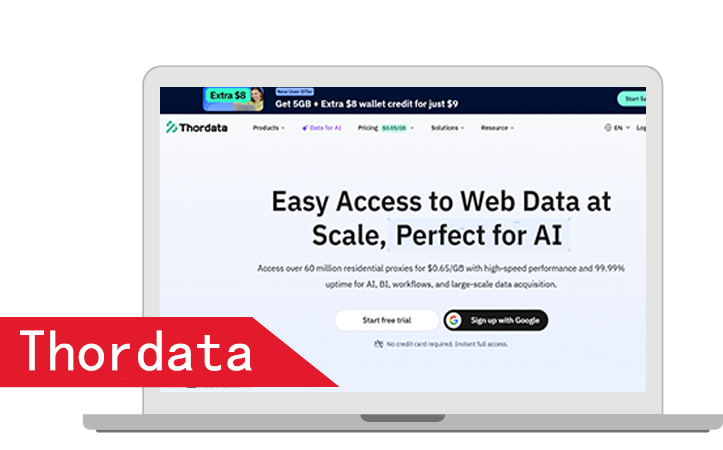 Extra $8
New User Offer
Get 5GB + Extra $8 wallet credit for just $9
Start Sa
Thordata
Products
Data for AI
Pricing
$0.65/GB
Solutions
Resource
EN
Log
Easy Access to Web Data at
Scale, Perfect for AI
Access over 60 million residential proxies for $0.65/GB with high-speed performance and 99.99%
uptime for AI, BI, workflows, and large-scale data acquisition.
Start free trial
Sign up with Google
No credit card required. Instant full access.
Thordata